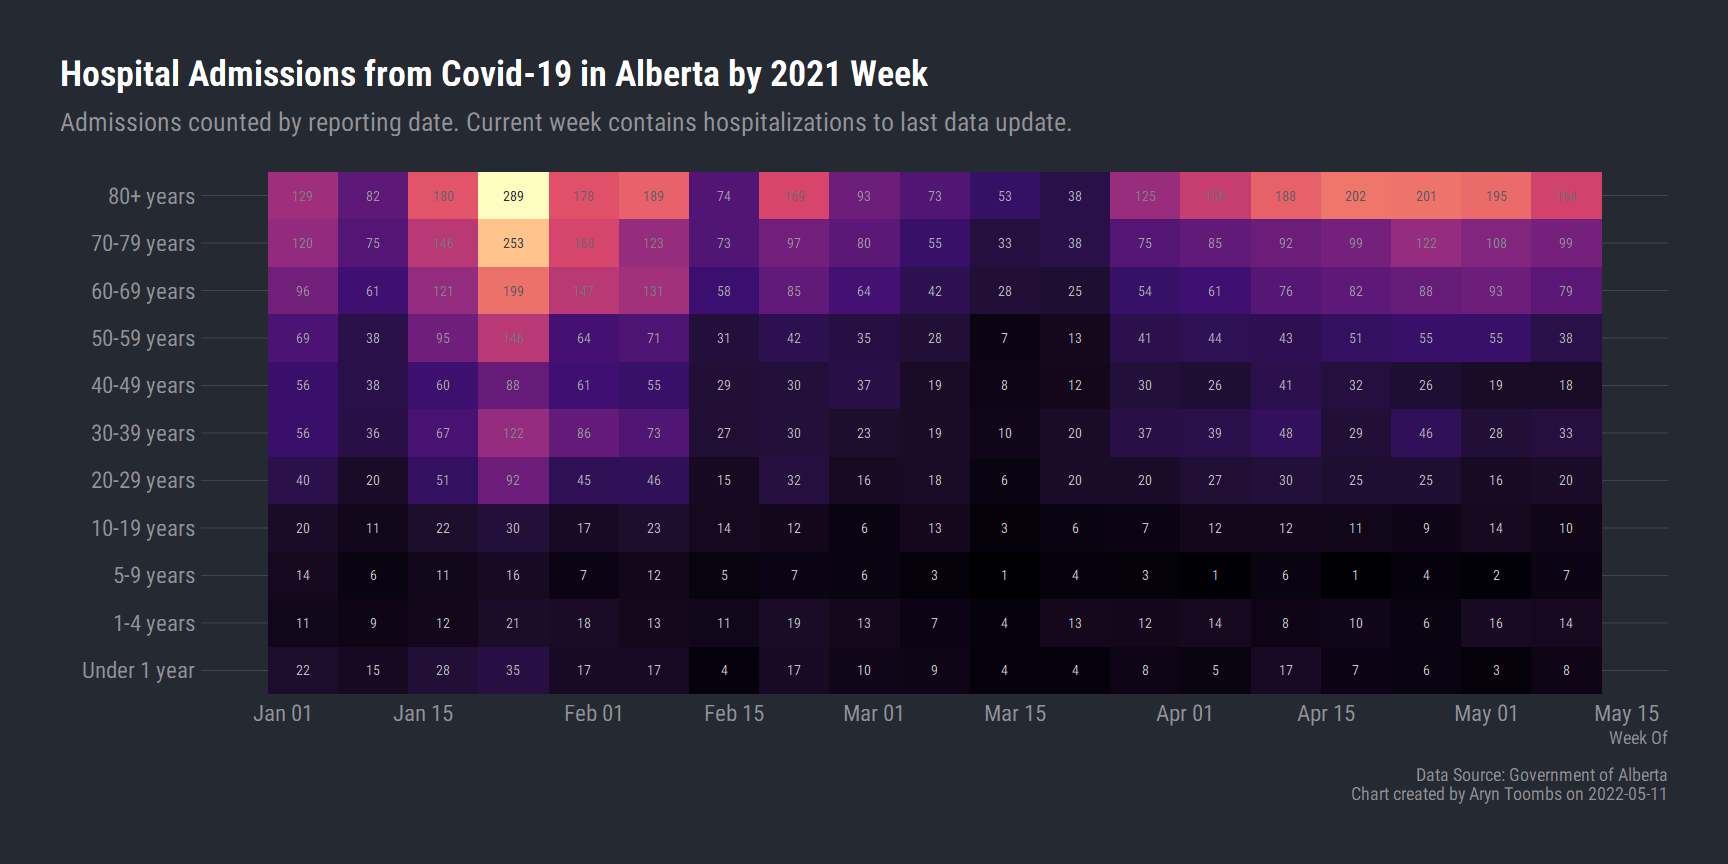 Hospital Admissions from Covid-19 in Alberta by 2021 Week
Admissions counted by reporting date. Current week contains hospitalizations to last data update.
80+ years 129 82 180 289 178 189 74 169 93 73 53 38 125 156 188 202 201 195 164
70-79 years 120 75 146 253 168 123 73 97 80 55 33 38 75 85 92 99 122 108 99
60-69 years 96 61 121 199 147 131 58 85 64 42 28 25 54 61 76 82 88 93 79
50-59 years 69 38 95 146 64 71 31 42 35 28 7 13 41 44 43 51 55 55 38
40-49 years 56 38 60 88 61 55 29 30 37 19 8 12 30 26 41 32 26 19 18
30-39 years 56 36 67 122 86 73 27 30 23 19 10 20 37 39 48 29 46 28 33
20-29 years 40 20 51 92 45 46 15 32 16 18 6 20 20 27 30 25 25 16 20
10-19 years 20 11 22 30 17 23 14 12 6 13 3 6 7 12 12 11 9 14 10
5-9 years 14 6 11 16 7 12 5 7 6 3 1 4 3 1 6 1 4 2 7
1-4 years 11 9 12 21 18 13 11 19 13 7 4 13 12 14 8 10 6 16 14
Under 1 year 22 15 28 35 17 17 4 17 10 9 4 4 8 5 17 7 6 3 8
Jan 01 Jan 15 Feb 01 Feb 15 Mar 01 Mar 15 Apr 01 Apr 15 May 01 May 15
Week Of
Data Source: Government of Alberta
Chart created by Aryn Toombs on 2022-05-11